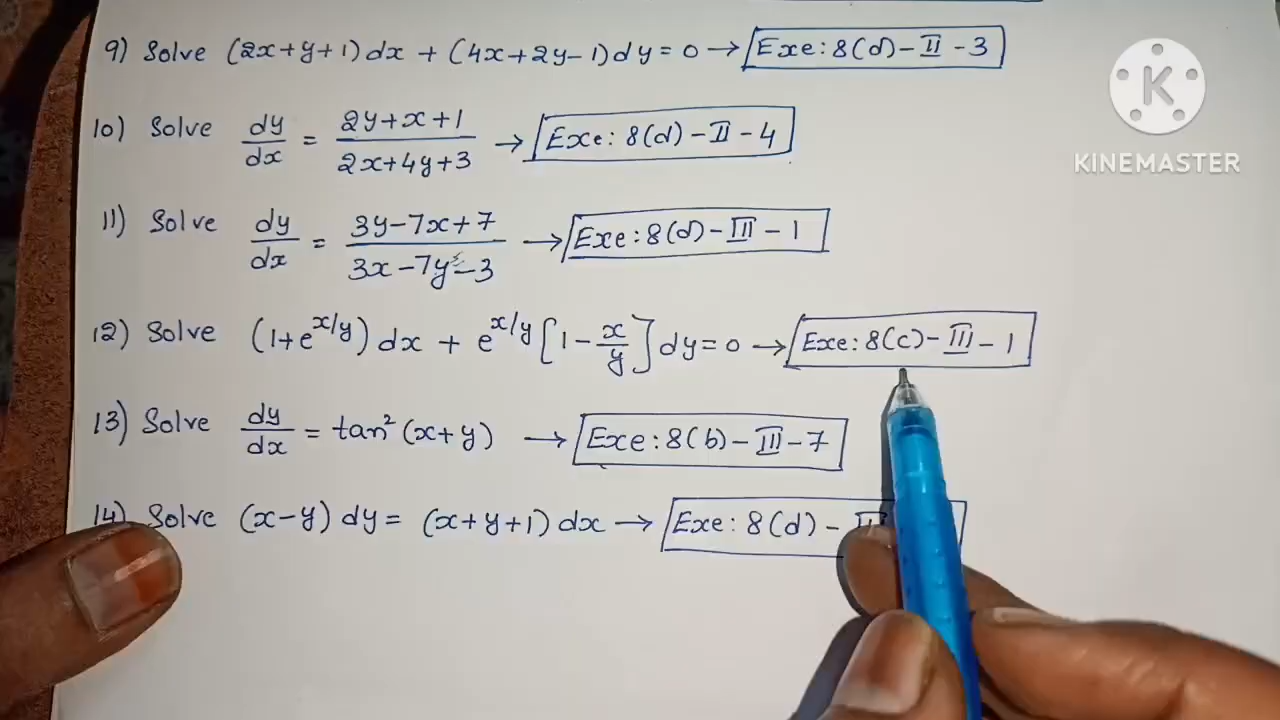 9) Solve (2x+y+1)dx + (4x+2y-1)dy=0 → Exe: 8(d)-II-3
10) Solve dy/dx = (2y+x+1)/(2x+4y+3) → Exe: 8(d)-II-4
11) Solve dy/dx = (3y-7x+7)/(3x-7y-3) → Exe: 8(d)-III-1
12) Solve (1+e^(x/y)) dx + e^(x/y) [1-x/y] dy=0 → Exe: 8(c)-III-1
13) Solve dy/dx = tan²(x+y) → Exe: 8(b)-III-7
14) Solve (x-y) dy = (x+y+1) dx → Exe: 8(d)-
K
KINEMASTER